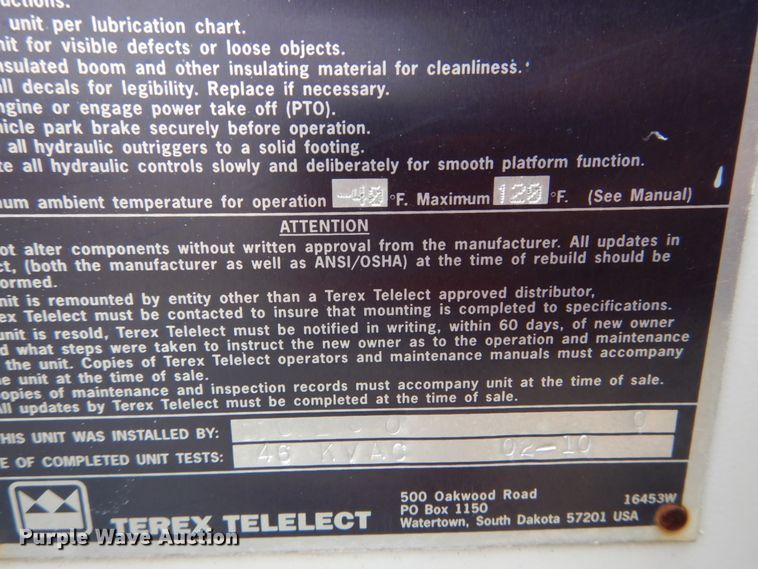 unit per lubrication chart.
nit for visible defects or loose objects.
nsulated boom and other insulating material for cleanliness.
all decals for legibility. Replace if necessary.
ngine or engage power take off (PTO).
hicle park brake securely before operation.
all hydraulic outriggers to a solid footing.
te all hydraulic controls slowly and deliberately for smooth platform function.
num ambient temperature for operation -40 °F. Maximum 120 °F. (See Manual)
ATTENTION
ot alter components without written approval from the manufacturer. All updates in
ct, (both the manufacturer as well as ANSI/OSHA) at the time of rebuild should be
ormed.
nit is remounted by entity other than a Terex Telelect approved distributor,
ex Telelect must be contacted to insure that mounting is completed to specifications.
unit is resold, Terex Telelect must be notified in writing, within 60 days, of new owner
d what steps were taken to instruct the new owner as to the operation and maintenance
the unit. Copies of Terex Telelect operators and maintenance manuals must accompany
e unit at the time of sale.
opies of maintenance and inspection records must accompany unit at the time of sale.
All updates by Terex Telelect must be completed at the time of sale.
THIS UNIT WAS INSTALLED BY:
E OF COMPLETED UNIT TESTS: 46 KVAC 02-10
TEREX TELELECT
500 Oakwood Road
PO Box 1150
Watertown, South Dakota 57201 USA
16453W
Purple Wave Auction